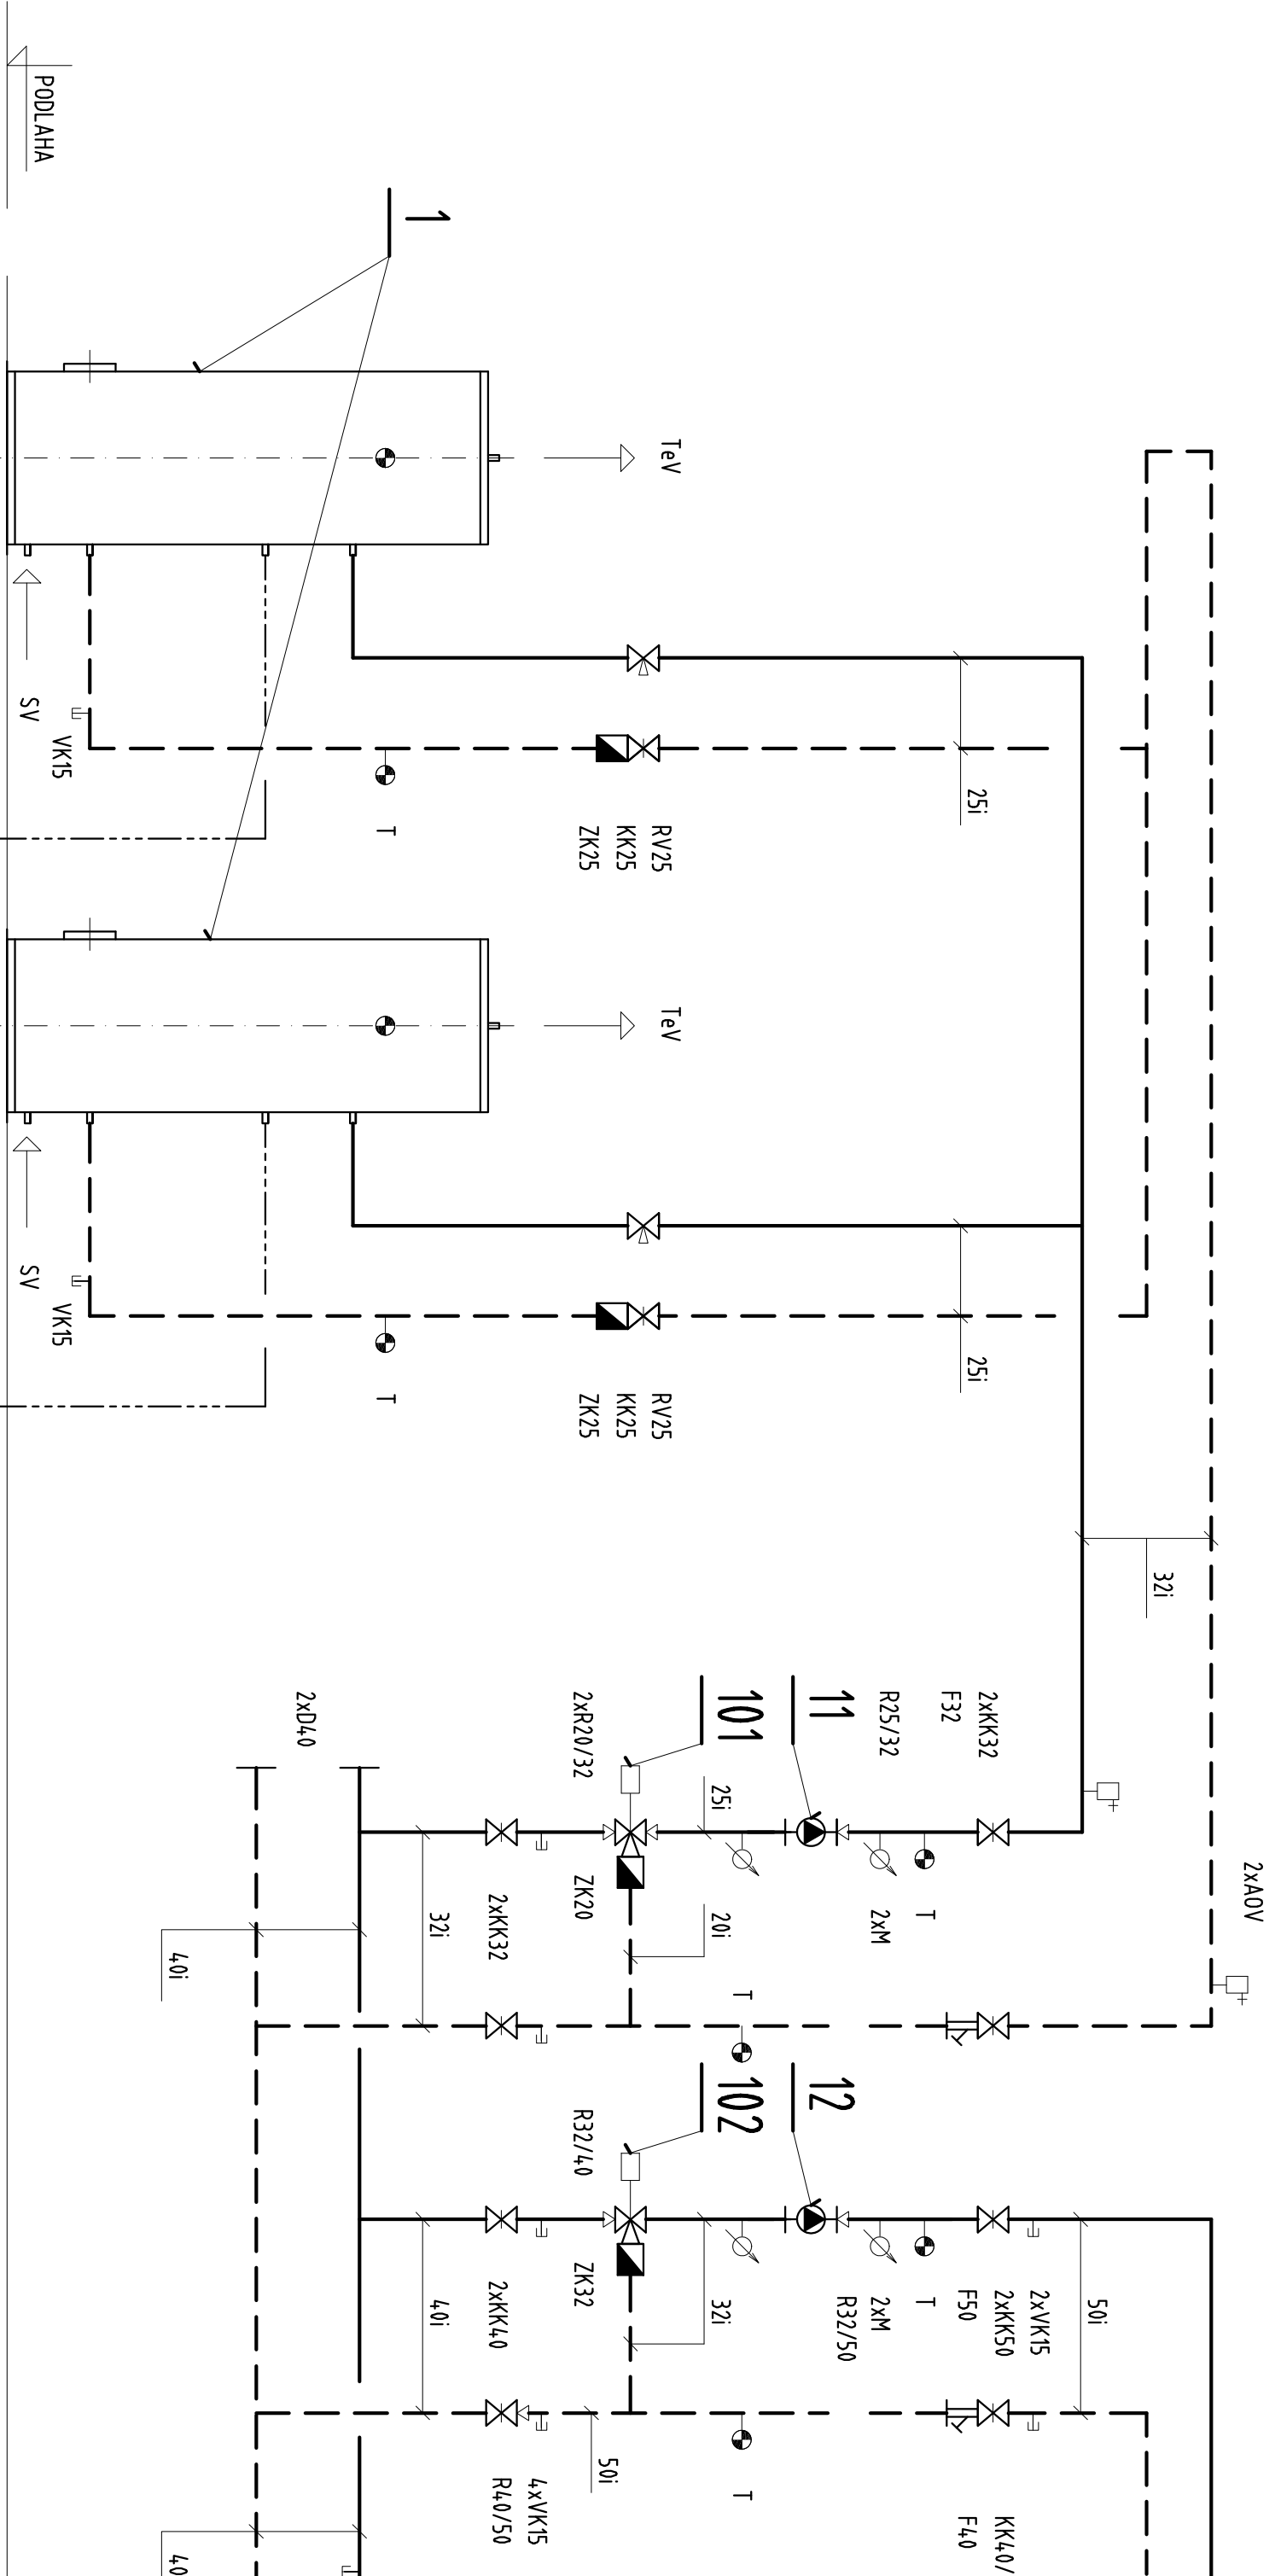 PODLAHA
1
TeV
SV
VK15
T
RV25
KK25
ZK25
25i
TeV
SV
VK15
T
RV25
KK25
ZK25
25i
32i
2xAOV
2xKK32
F32
R25/32
11
101
2xR20/32
2xD40
25i
T
2xM
20i
ZK20
2xKK32
32i
40i
T
12
102
R32/40
50i
2xVK15
2xKK50
F50
T
2xM
R32/50
32i
ZK32
2xKK40
40i
T
50i
4xVK15
R40/50
KK40/
F40
40